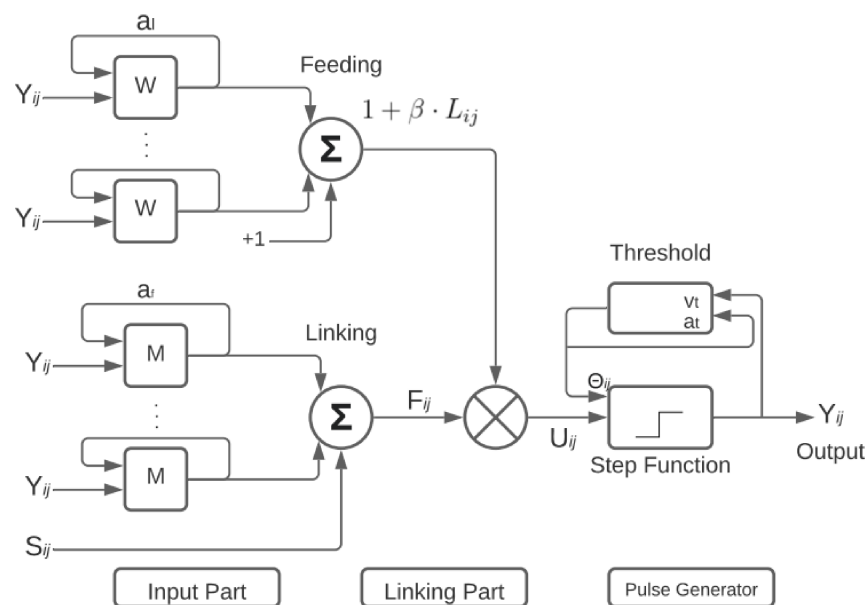 aₗ
Yᵢⱼ
W
Feeding
1 + β · Lᵢⱼ
⋮
Σ
Yᵢⱼ
W
+1
Threshold
vt
at
a𝒇
Yᵢⱼ
M
Linking
⋮
Σ
Fᵢⱼ
Θᵢⱼ
Yᵢⱼ
Uᵢⱼ
Step Function
Output
Yᵢⱼ
M
Sᵢⱼ
Input Part
Linking Part
Pulse Generator